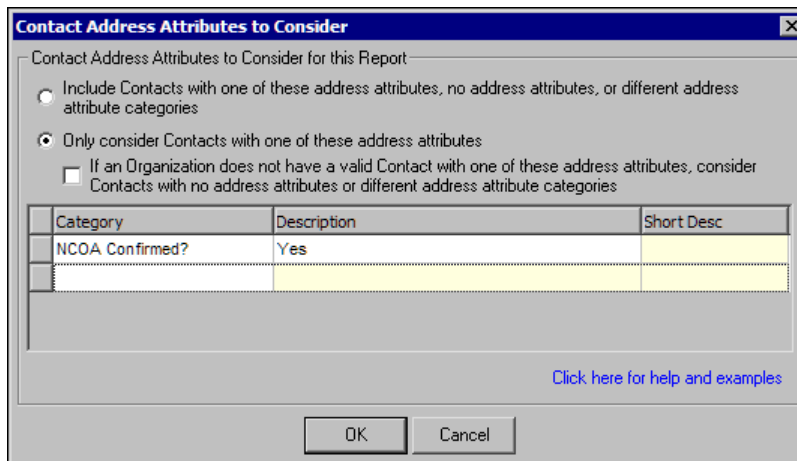 Contact Address Attributes to Consider
Contact Address Attributes to Consider for this Report
Include Contacts with one of these address attributes, no address attributes, or different address
attribute categories
Only consider Contacts with one of these address attributes
If an Organization does not have a valid Contact with one of these address attributes, consider
Contacts with no address attributes or different address attribute categories
Category Description Short Desc
NCOA Confirmed? Yes
Click here for help and examples
OK Cancel